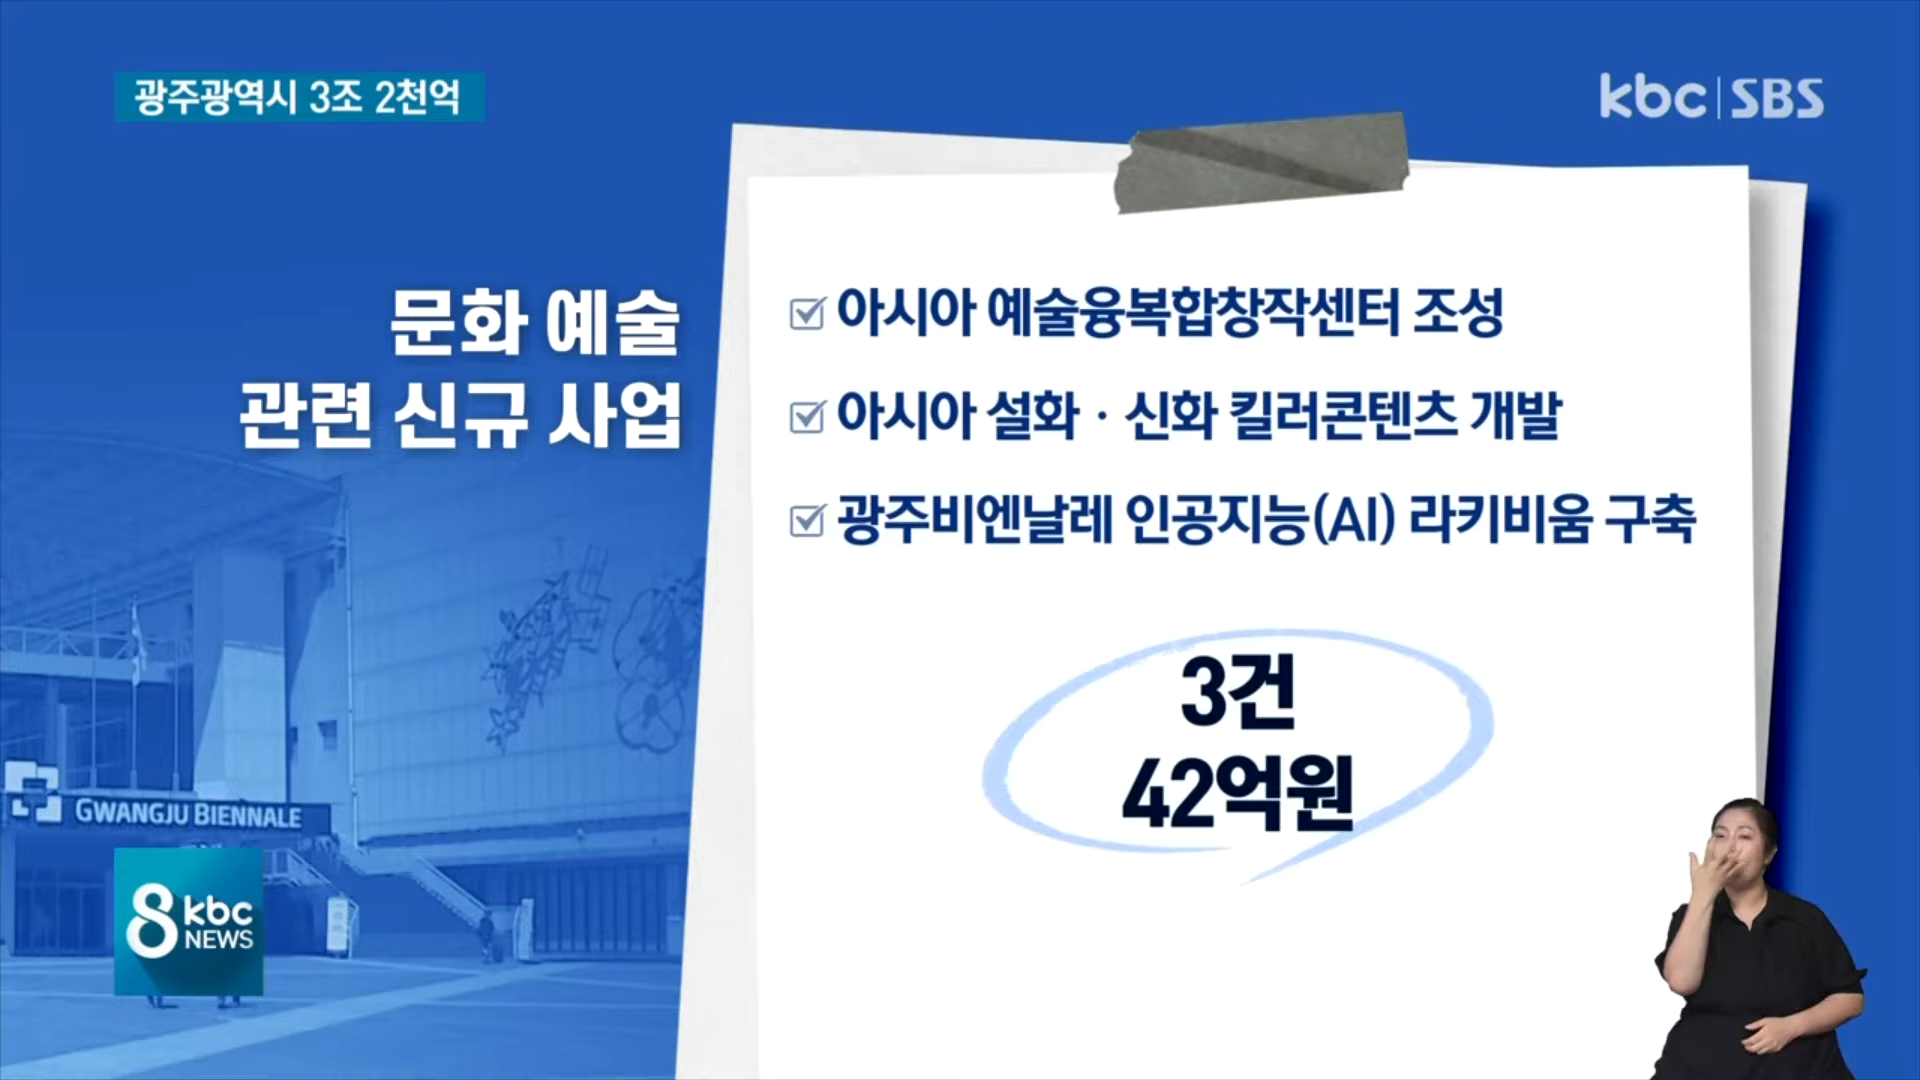 광주광역시 3조 2천억
kbc SBS
문화 예술
관련 신규 사업
아시아 예술융복합창작센터 조성
아시아 설화·신화 킬러콘텐츠 개발
광주비엔날레 인공지능(AI) 라키비움 구축
3건
42억원
GWANGJU BIENNALE
8 kbc
NEWS